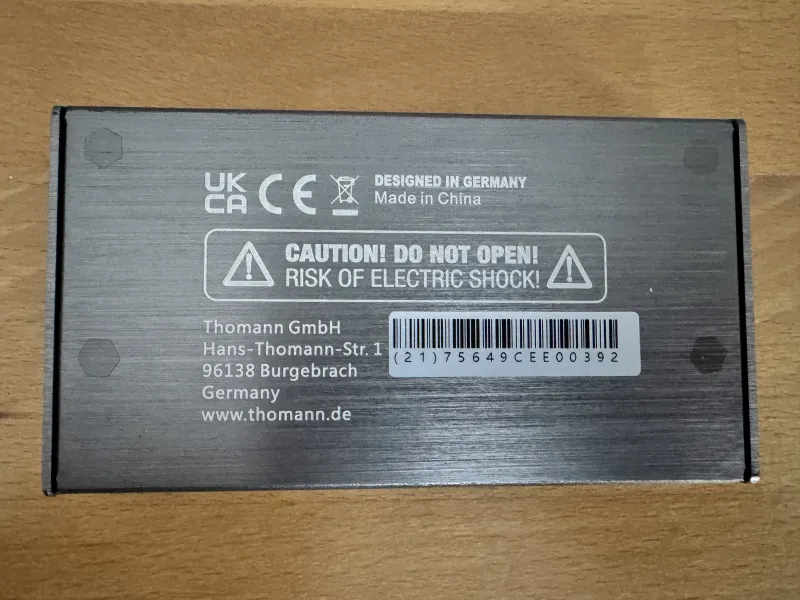 UK
CA
CE
DESIGNED IN GERMANY
Made in China
CAUTION! DO NOT OPEN!
RISK OF ELECTRIC SHOCK!
Thomann GmbH
Hans-Thomann-Str. 1
96138 Burgebrach
Germany
www.thomann.de
(21)75649CEE00392